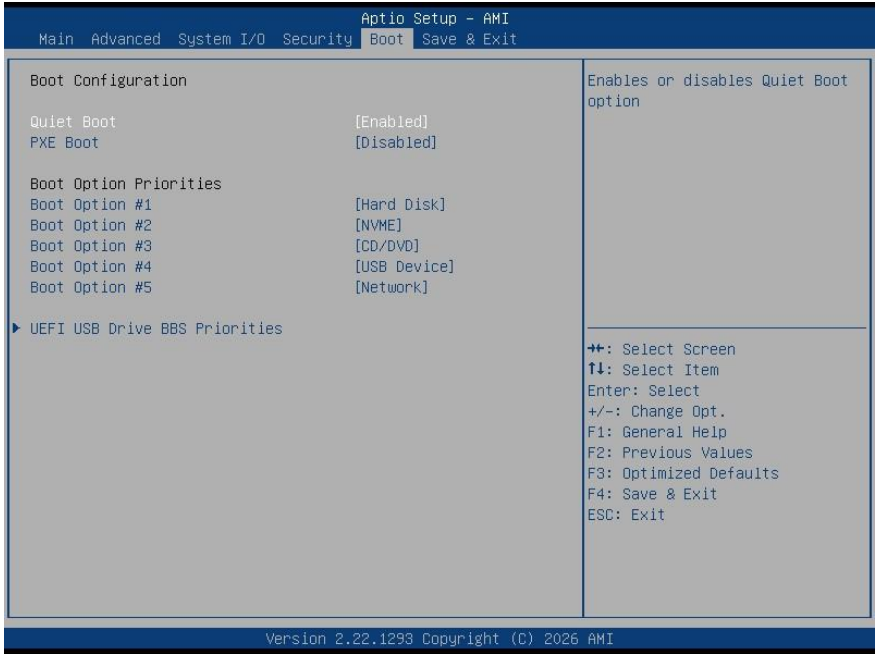 Aptio Setup – AMI
Main Advanced System I/O Security Boot Save & Exit
Boot Configuration
Quiet Boot [Enabled]
PXE Boot [Disabled]
Boot Option Priorities
Boot Option #1 [Hard Disk]
Boot Option #2 [NVME]
Boot Option #3 [CD/DVD]
Boot Option #4 [USB Device]
Boot Option #5 [Network]
▶ UEFI USB Drive BBS Priorities
Enables or disables Quiet Boot
option
→←: Select Screen
↑↓: Select Item
Enter: Select
+/-: Change Opt.
F1: General Help
F2: Previous Values
F3: Optimized Defaults
F4: Save & Exit
ESC: Exit
Version 2.22.1293 Copyright (C) 2026 AMI